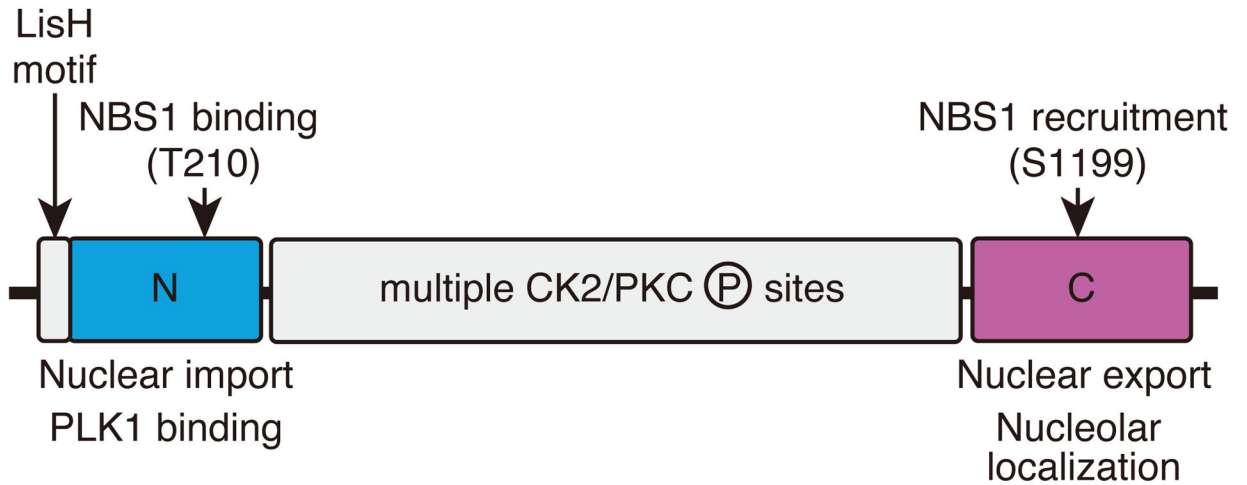 LisH
motif
NBS1 binding
(T210)
NBS1 recruitment
(S1199)
N
multiple CK2/PKC Ⓟ sites
C
Nuclear import
PLK1 binding
Nuclear export
Nucleolar
localization